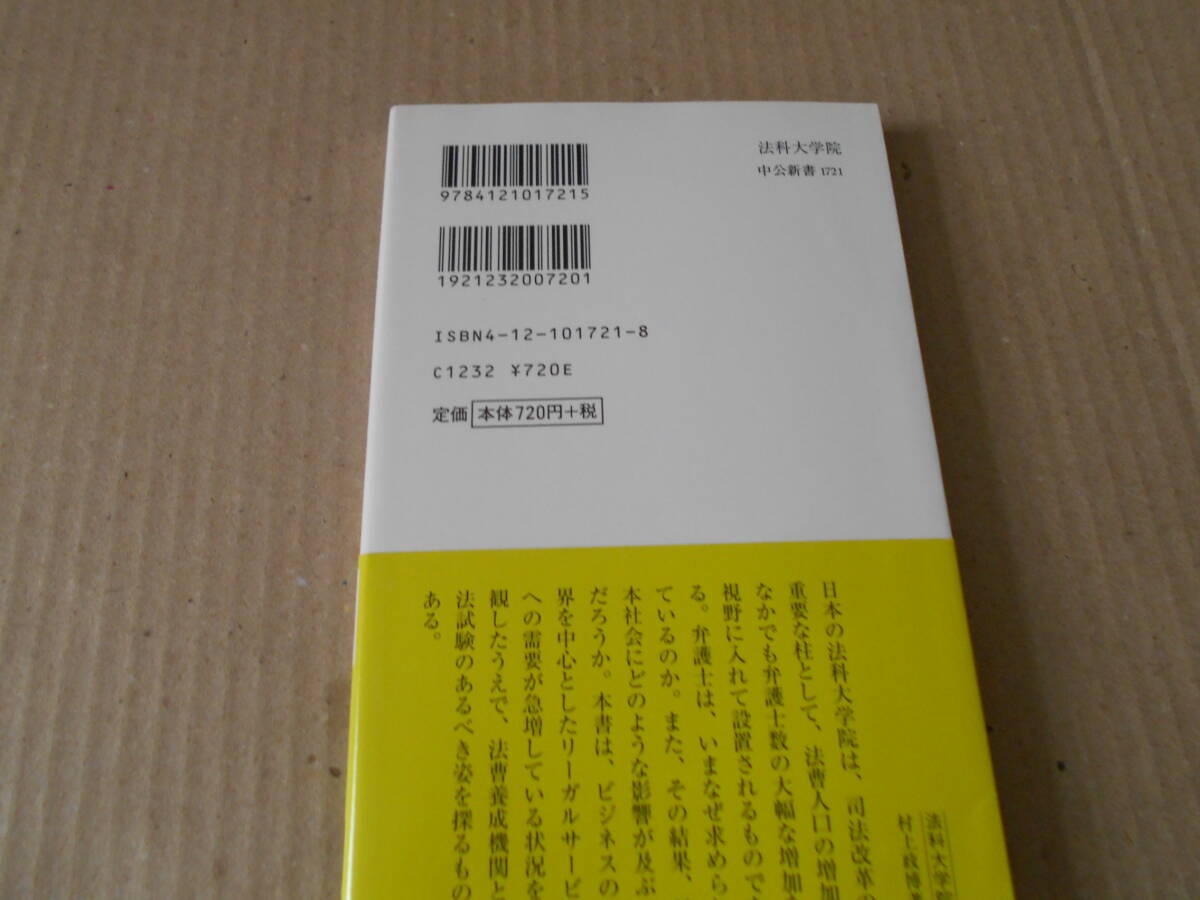 法科大学院
中公新書 1721
9784121017215
1921232007201
ISBN4-12-101721-8
C1232 ¥720E
定価 本体720円+税
法科大学院
村上政博
日本の法科大学院は、司法改革の
重要な柱として、法曹人口の増加
なかでも弁護士数の大幅な増加
視野に入れて設置されるもので
る。弁護士は、いまなぜ求めら
ているのか。また、その結果、
本社会にどのような影響が及ぶ
だろうか。本書は、ビジネスの
界を中心としたリーガルサービ
への需要が急増している状況を
観したうえで、法曹養成機関と
法試験のあるべき姿を探るもの
ある。